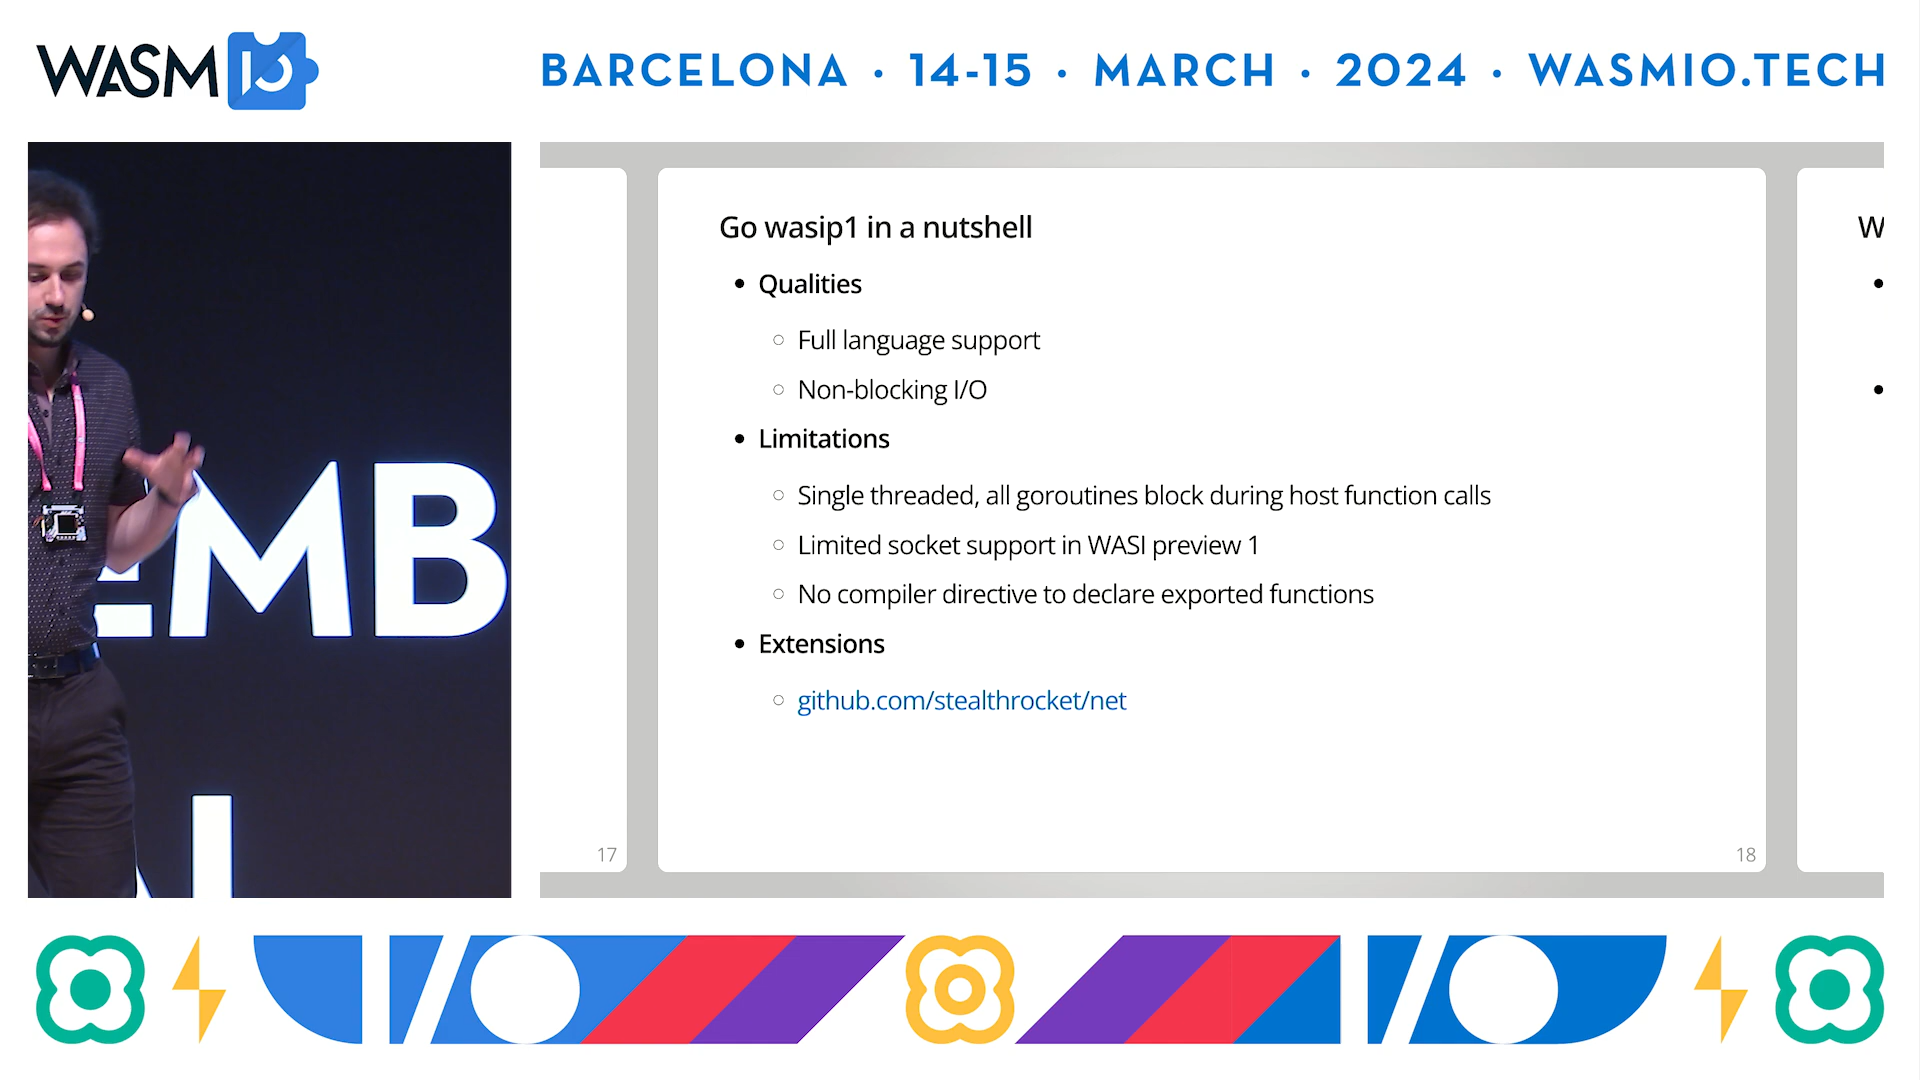 WASM IO
BARCELONA · 14-15 · MARCH · 2024 · WASMIO.TECH
EMB
Go wasip1 in a nutshell
• Qualities
○ Full language support
○ Non-blocking I/O
• Limitations
○ Single threaded, all goroutines block during host function calls
○ Limited socket support in WASI preview 1
○ No compiler directive to declare exported functions
• Extensions
○ github.com/stealthrocket/net
17
18
W